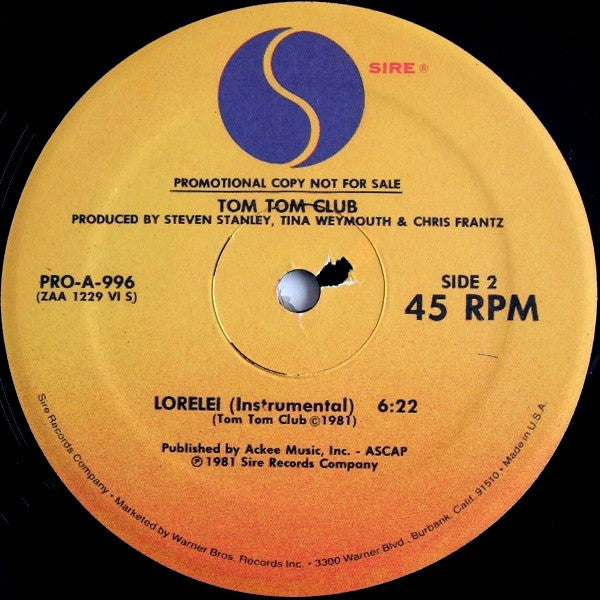 SIRE ®
PROMOTIONAL COPY NOT FOR SALE
TOM TOM CLUB
PRODUCED BY STEVEN STANLEY, TINA WEYMOUTH & CHRIS FRANTZ
PRO-A-996
(ZAA 1229 VI S)
SIDE 2
45 RPM
LORELEI (Instrumental) 6:22
(Tom Tom Club ©1981)
Published by Ackee Music, Inc. - ASCAP
℗ 1981 Sire Records Company
Sire Records Company • Marketed by Warner Bros. Records Inc. • 3300 Warner Blvd., Burbank, Calif. 91510 • Made in U.S.A.